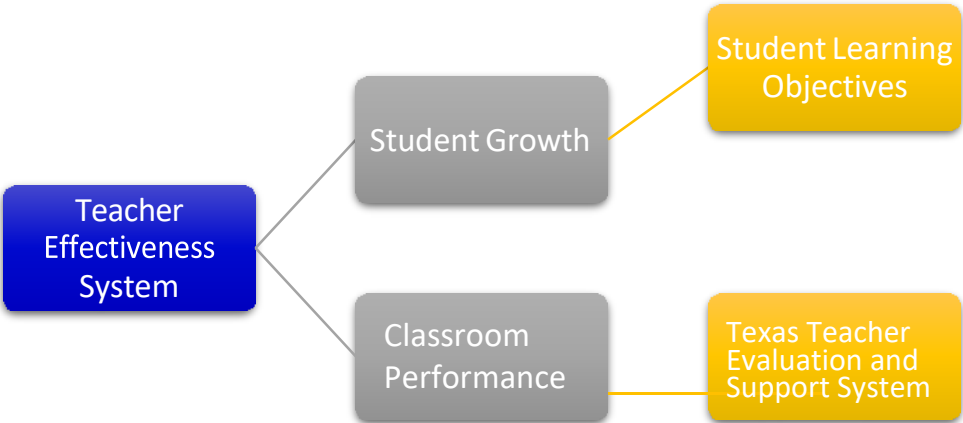 Student Learning
Objectives
Student Growth
Teacher
Effectiveness
System
Classroom
Performance
Texas Teacher
Evaluation and
Support System